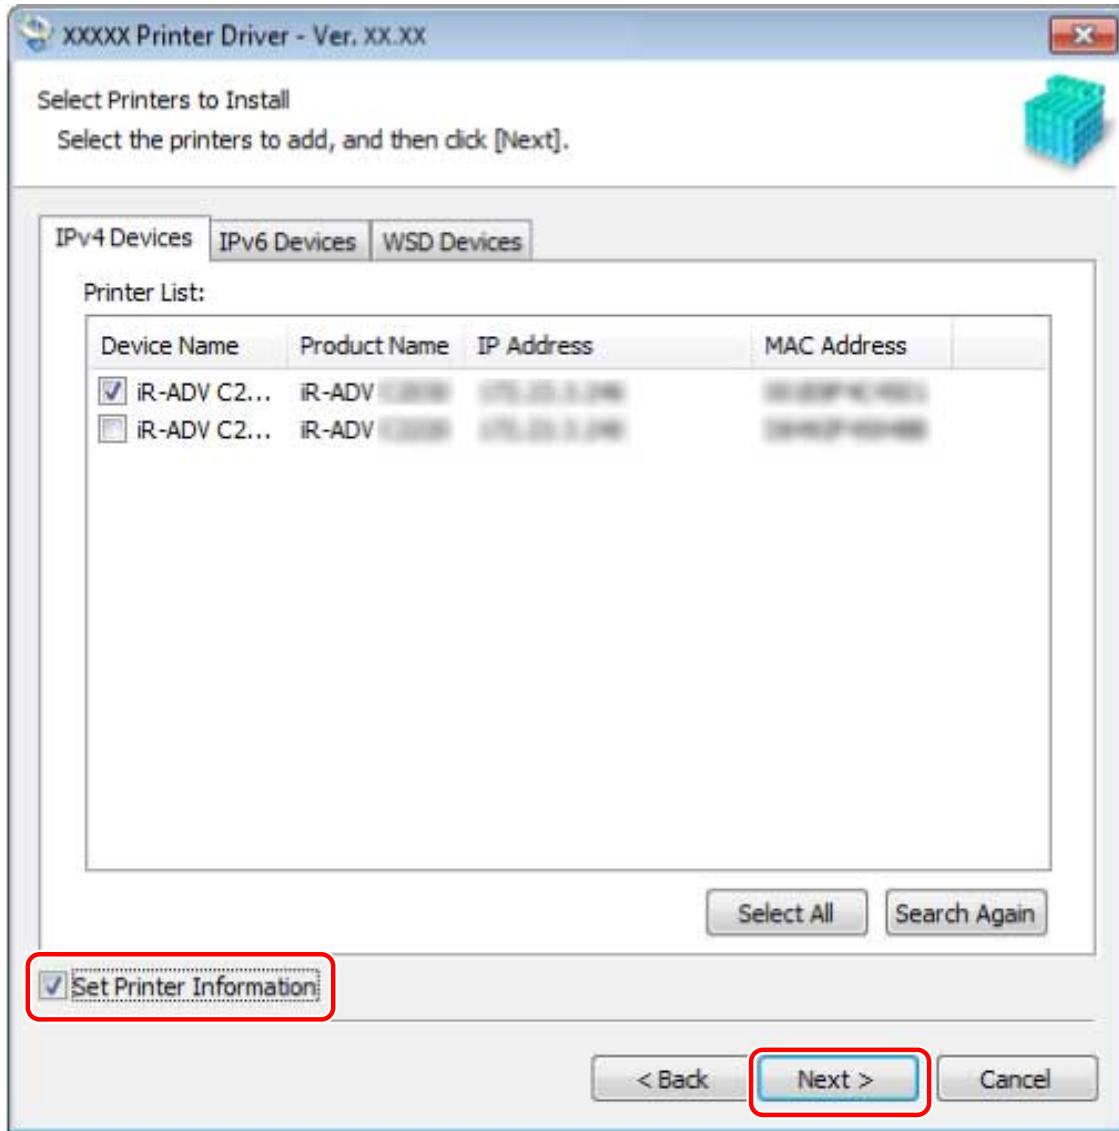 XXXXX Printer Driver - Ver. XX.XX
Select Printers to Install
Select the printers to add, and then click [Next].
IPv4 Devices IPv6 Devices WSD Devices
Printer List:
Device Name Product Name IP Address MAC Address
iR-ADV C2... iR-ADV
iR-ADV C2... iR-ADV
Select All Search Again
Set Printer Information
< Back Next > Cancel